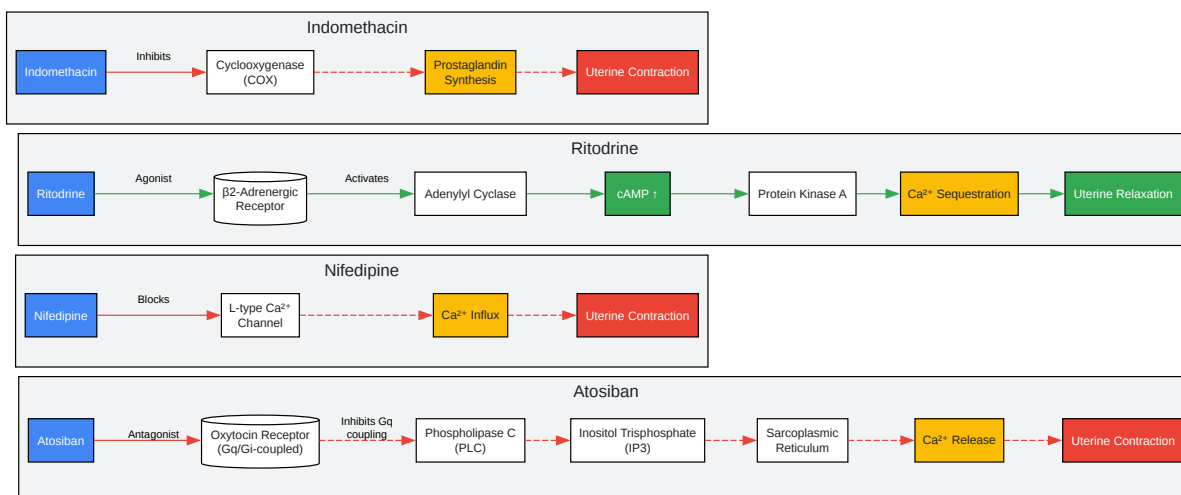 Indomethacin
Indomethacin
Inhibits
Cyclooxygenase
(COX)
Prostaglandin
Synthesis
Uterine Contraction
Ritodrine
Ritodrine
Agonist
β2-Adrenergic
Receptor
Activates
Adenylyl Cyclase
cAMP ↑
Protein Kinase A
Ca²⁺ Sequestration
Uterine Relaxation
Nifedipine
Nifedipine
Blocks
L-type Ca²⁺
Channel
Ca²⁺ Influx
Uterine Contraction
Atosiban
Atosiban
Antagonist
Oxytocin Receptor
(Gq/Gi-coupled)
Inhibits Gq
coupling
Phospholipase C
(PLC)
Inositol Trisphosphate
(IP3)
Sarcoplasmic
Reticulum
Ca²⁺ Release
Uterine Contraction